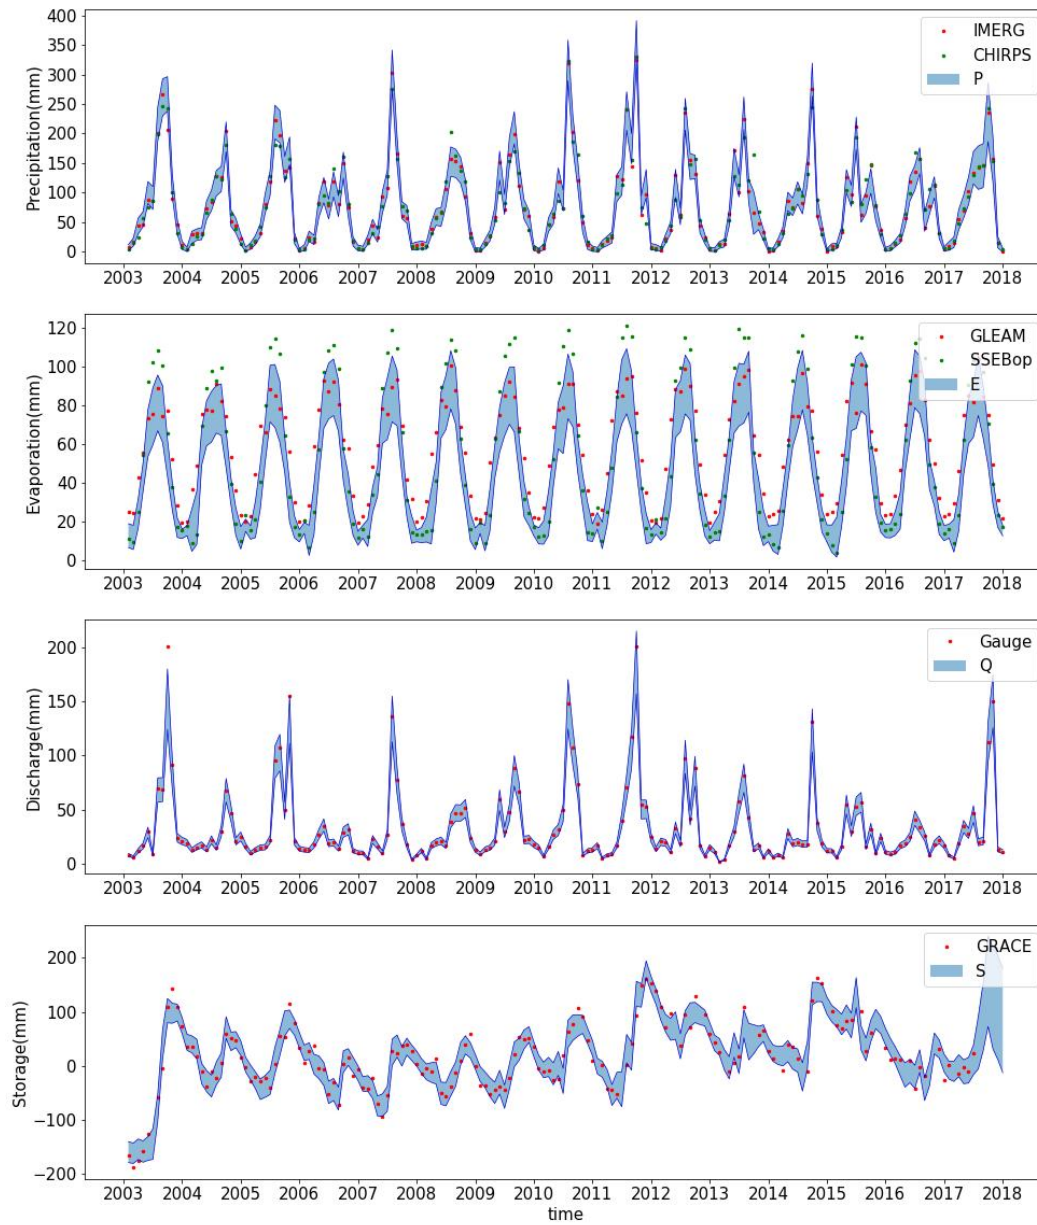 Precipitation(mm)
400
350
300
250
200
150
100
50
0
IMERG
CHIRPS
P
2003 2004 2005 2006 2007 2008 2009 2010 2011 2012 2013 2014 2015 2016 2017 2018
Evaporation(mm)
120
100
80
60
40
20
0
GLEAM
SSEBop
E
2003 2004 2005 2006 2007 2008 2009 2010 2011 2012 2013 2014 2015 2016 2017 2018
Discharge(mm)
200
150
100
50
0
Gauge
Q
2003 2004 2005 2006 2007 2008 2009 2010 2011 2012 2013 2014 2015 2016 2017 2018
Storage(mm)
200
100
0
−100
−200
GRACE
S
2003 2004 2005 2006 2007 2008 2009 2010 2011 2012 2013 2014 2015 2016 2017 2018
time